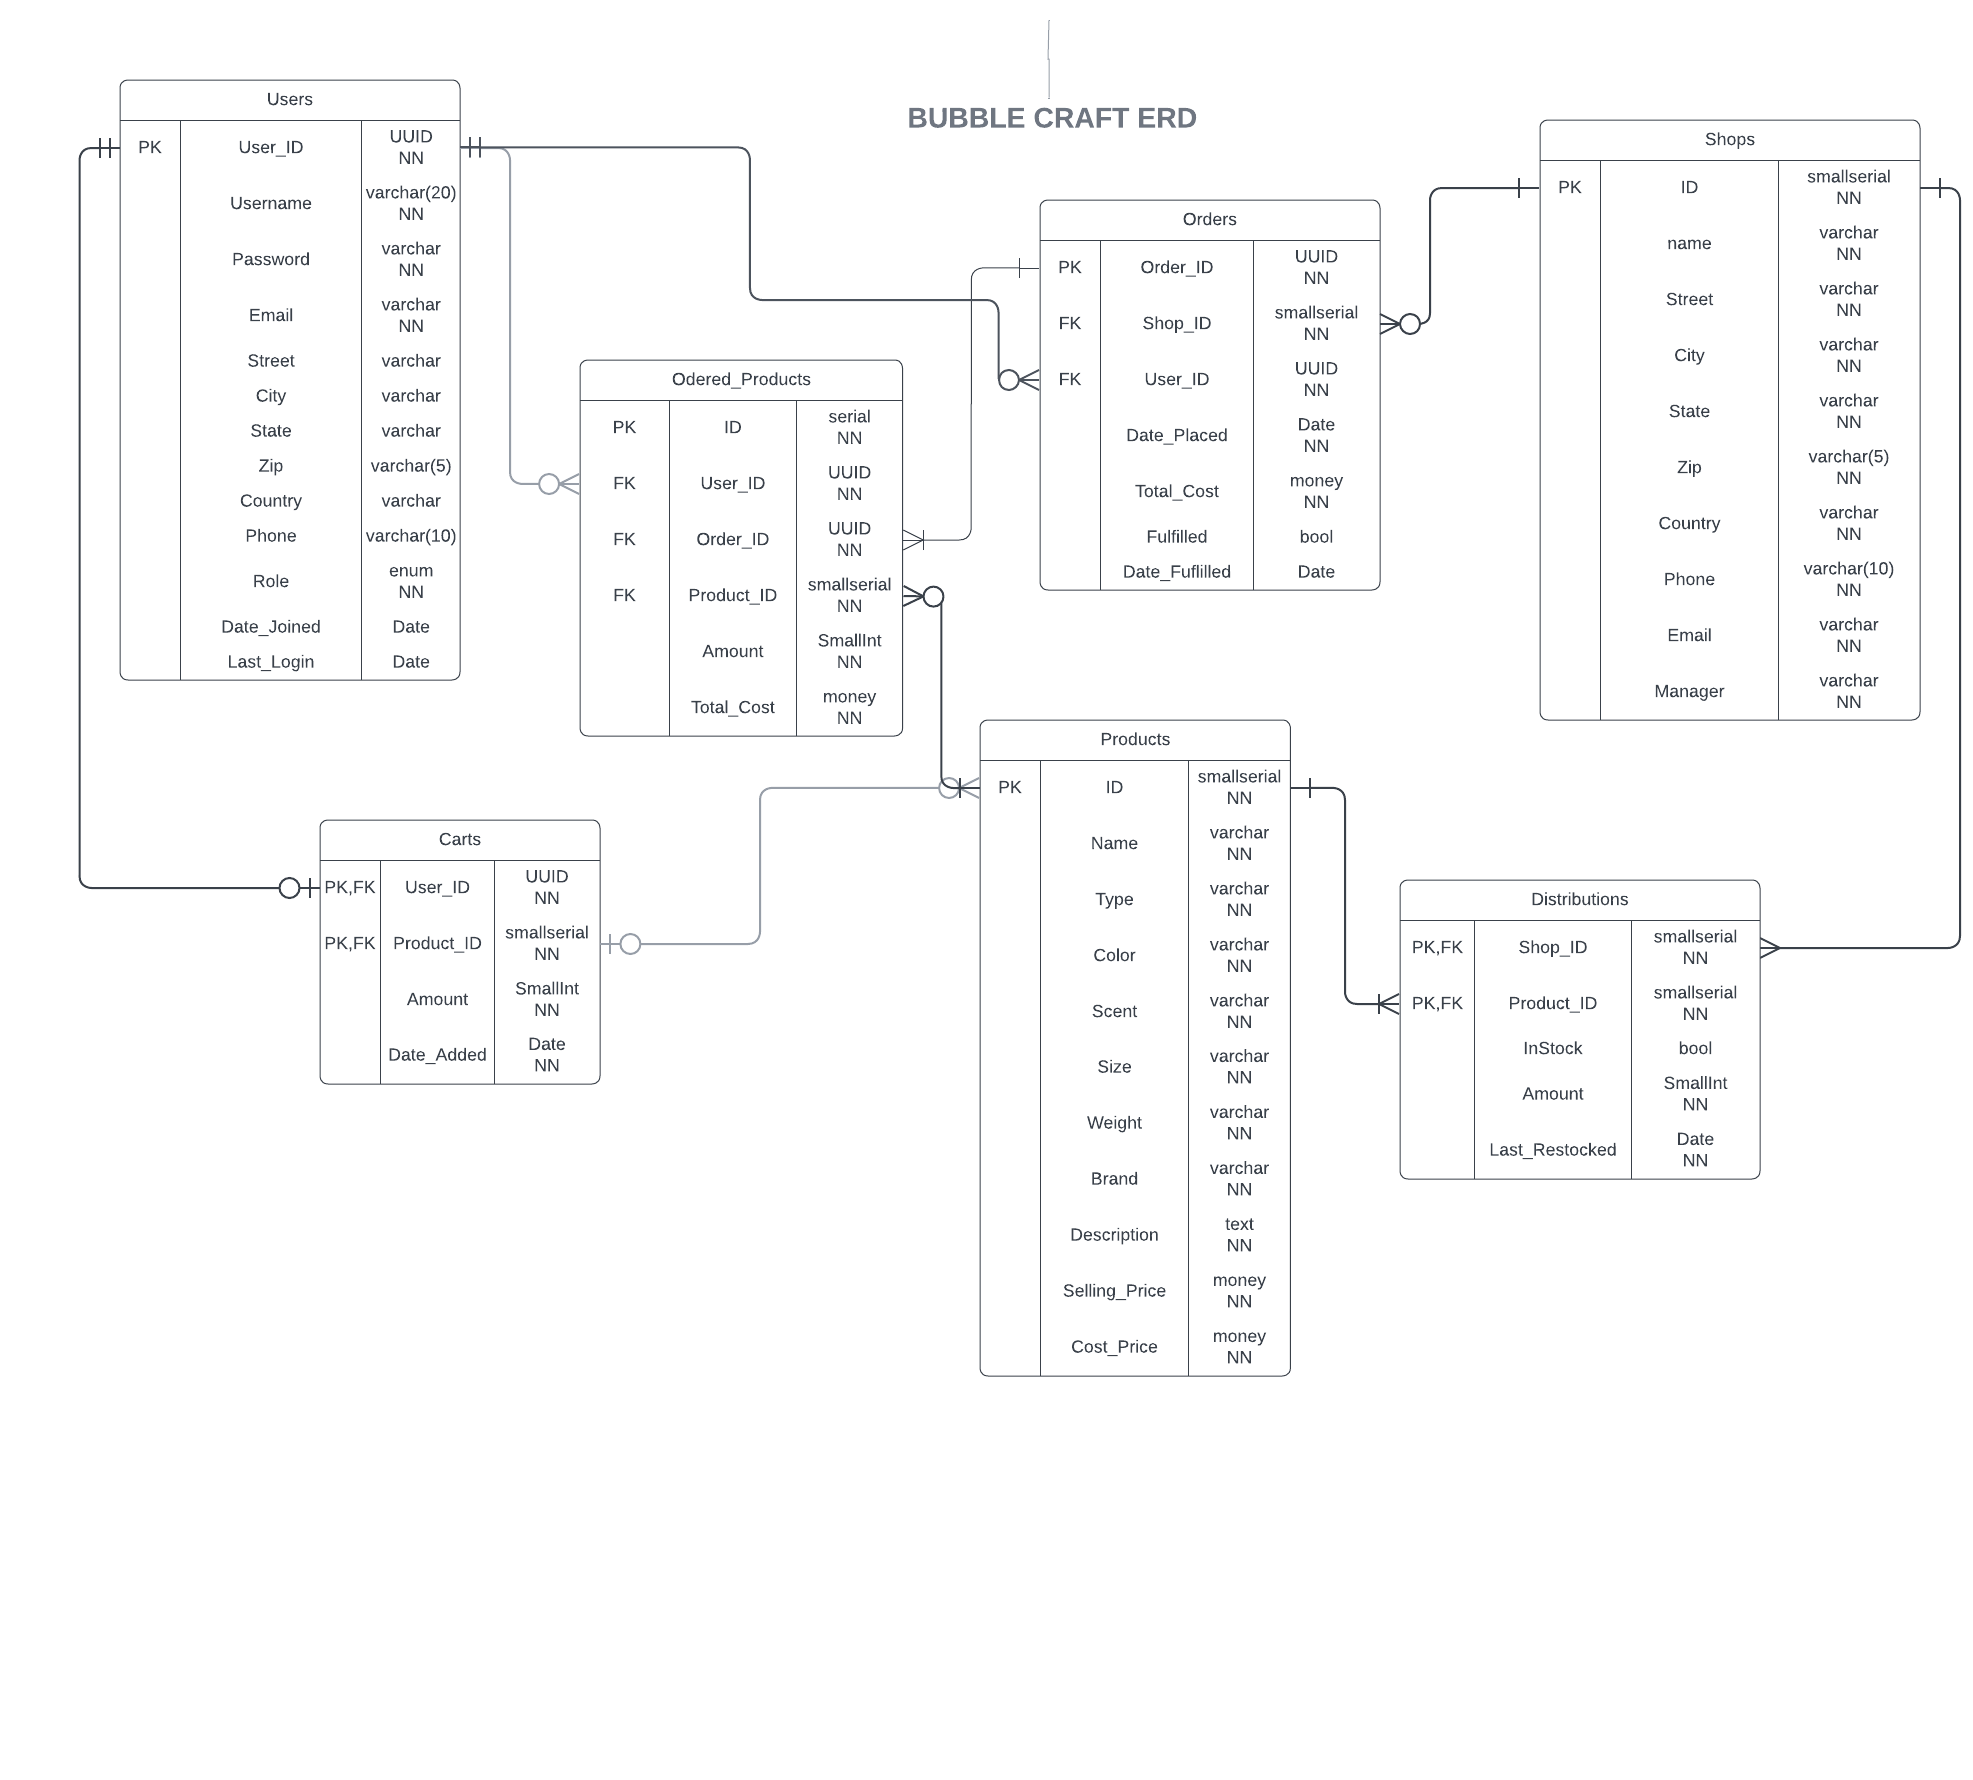 BUBBLE CRAFT ERD
Users
PK User_ID UUID
NN
Username varchar(20)
NN
Password varchar
NN
Email varchar
NN
Street varchar
City varchar
State varchar
Zip varchar(5)
Country varchar
Phone varchar(10)
Role enum
NN
Date_Joined Date
Last_Login Date
Odered_Products
PK ID serial
NN
FK User_ID UUID
NN
FK Order_ID UUID
NN
FK Product_ID smallserial
NN
Amount SmallInt
NN
Total_Cost money
NN
Orders
PK Order_ID UUID
NN
FK Shop_ID smallserial
NN
FK User_ID UUID
NN
Date_Placed Date
NN
Total_Cost money
NN
Fulfilled bool
Date_Fuflilled Date
Shops
PK ID smallserial
NN
name varchar
NN
Street varchar
NN
City varchar
NN
State varchar
NN
Zip varchar(5)
NN
Country varchar
NN
Phone varchar(10)
NN
Email varchar
NN
Manager varchar
NN
Carts
PK,FK User_ID UUID
NN
PK,FK Product_ID smallserial
NN
Amount SmallInt
NN
Date_Added Date
NN
Products
PK ID smallserial
NN
Name varchar
NN
Type varchar
NN
Color varchar
NN
Scent varchar
NN
Size varchar
NN
Weight varchar
NN
Brand varchar
NN
Description text
NN
Selling_Price money
NN
Cost_Price money
NN
Distributions
PK,FK Shop_ID smallserial
NN
PK,FK Product_ID smallserial
NN
InStock bool
Amount SmallInt
NN
Last_Restocked Date
NN